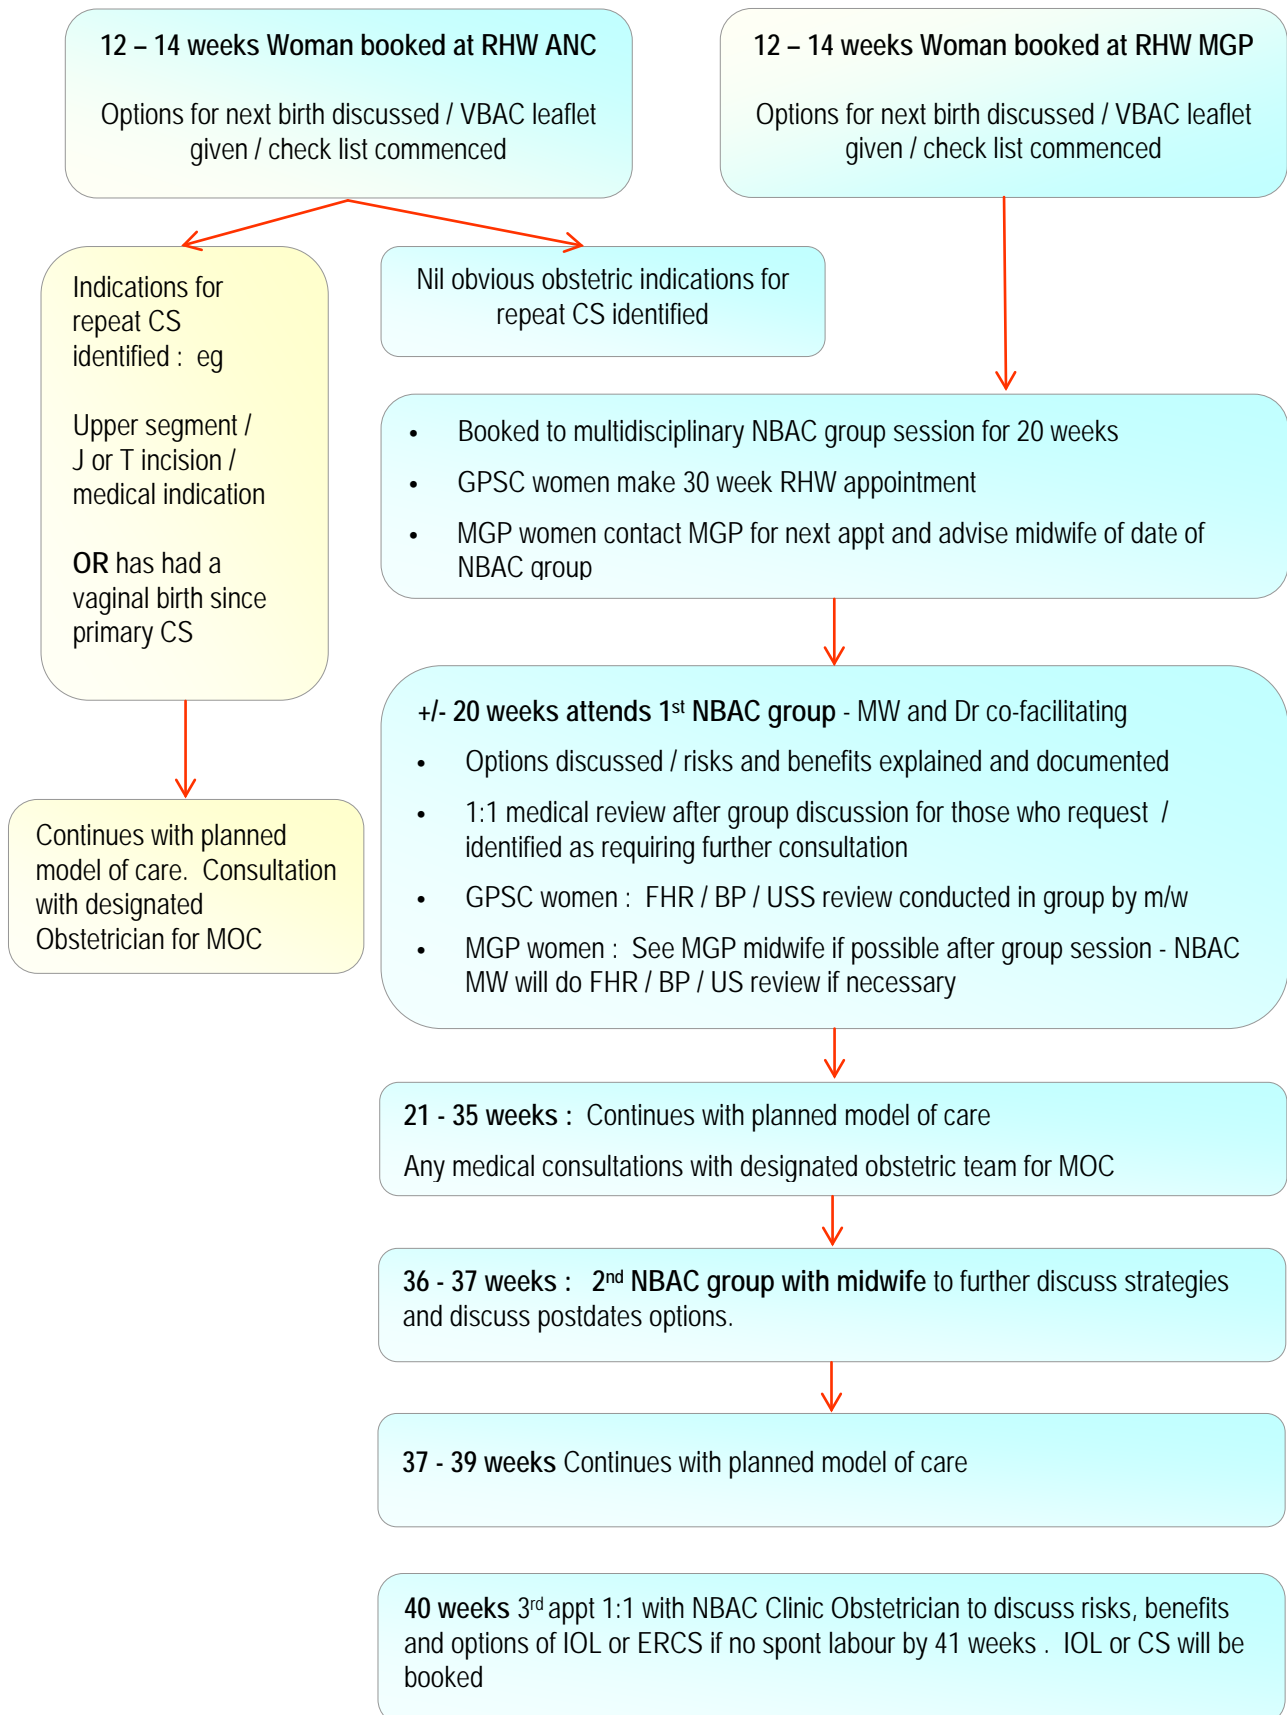 12 – 14 weeks Woman booked at RHW ANC
Options for next birth discussed / VBAC leaflet
given / check list commenced
12 – 14 weeks Woman booked at RHW MGP
Options for next birth discussed / VBAC leaflet
given / check list commenced
Indications for
repeat CS
identified : eg
Upper segment /
J or T incision /
medical indication
OR has had a
vaginal birth since
primary CS
Nil obvious obstetric indications for
repeat CS identified
• Booked to multidisciplinary NBAC group session for 20 weeks
• GPSC women make 30 week RHW appointment
• MGP women contact MGP for next appt and advise midwife of date of
NBAC group
Continues with planned
model of care. Consultation
with designated
Obstetrician for MOC
+/- 20 weeks attends 1st NBAC group - MW and Dr co-facilitating
• Options discussed / risks and benefits explained and documented
• 1:1 medical review after group discussion for those who request /
identified as requiring further consultation
• GPSC women : FHR / BP / USS review conducted in group by m/w
• MGP women : See MGP midwife if possible after group session - NBAC
MW will do FHR / BP / US review if necessary
21 - 35 weeks : Continues with planned model of care
Any medical consultations with designated obstetric team for MOC
36 - 37 weeks : 2nd NBAC group with midwife to further discuss strategies
and discuss postdates options.
37 - 39 weeks Continues with planned model of care
40 weeks 3rd appt 1:1 with NBAC Clinic Obstetrician to discuss risks, benefits
and options of IOL or ERCS if no spont labour by 41 weeks . IOL or CS will be
booked